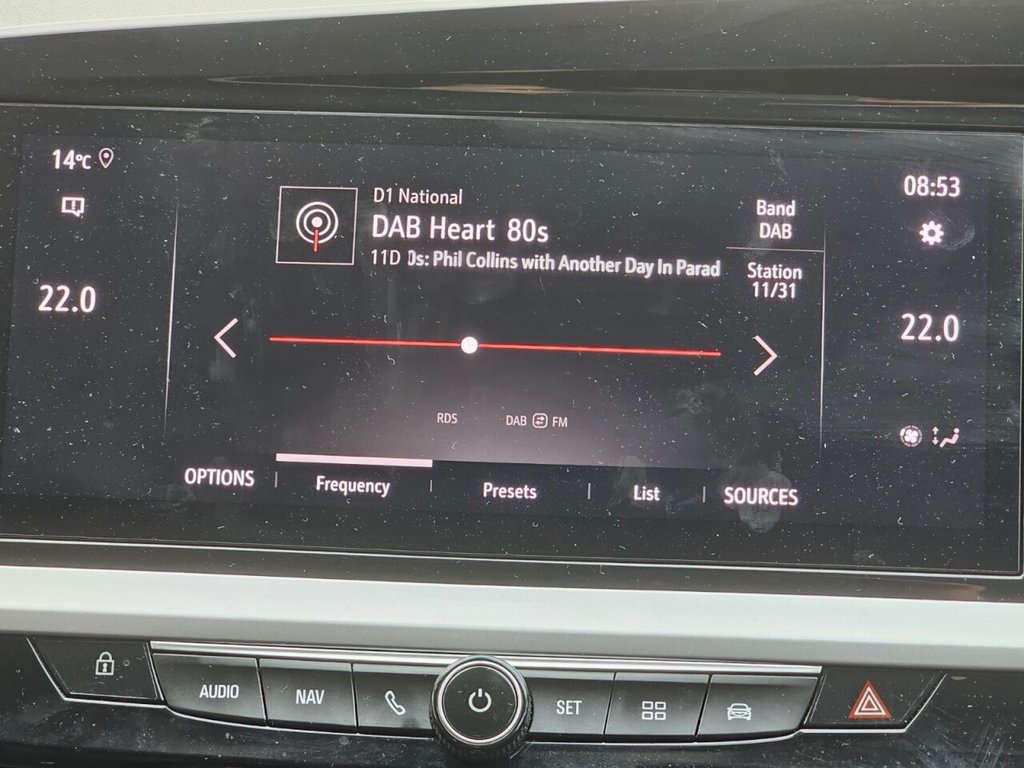 14°C
22.0
D1 National
DAB Heart 80s
11D 0s: Phil Collins with Another Day In Parad
Band
DAB
Station
11/31
08:53
22.0
RDS
DAB FM
OPTIONS
Frequency
Presets
List
SOURCES
AUDIO
NAV
SET